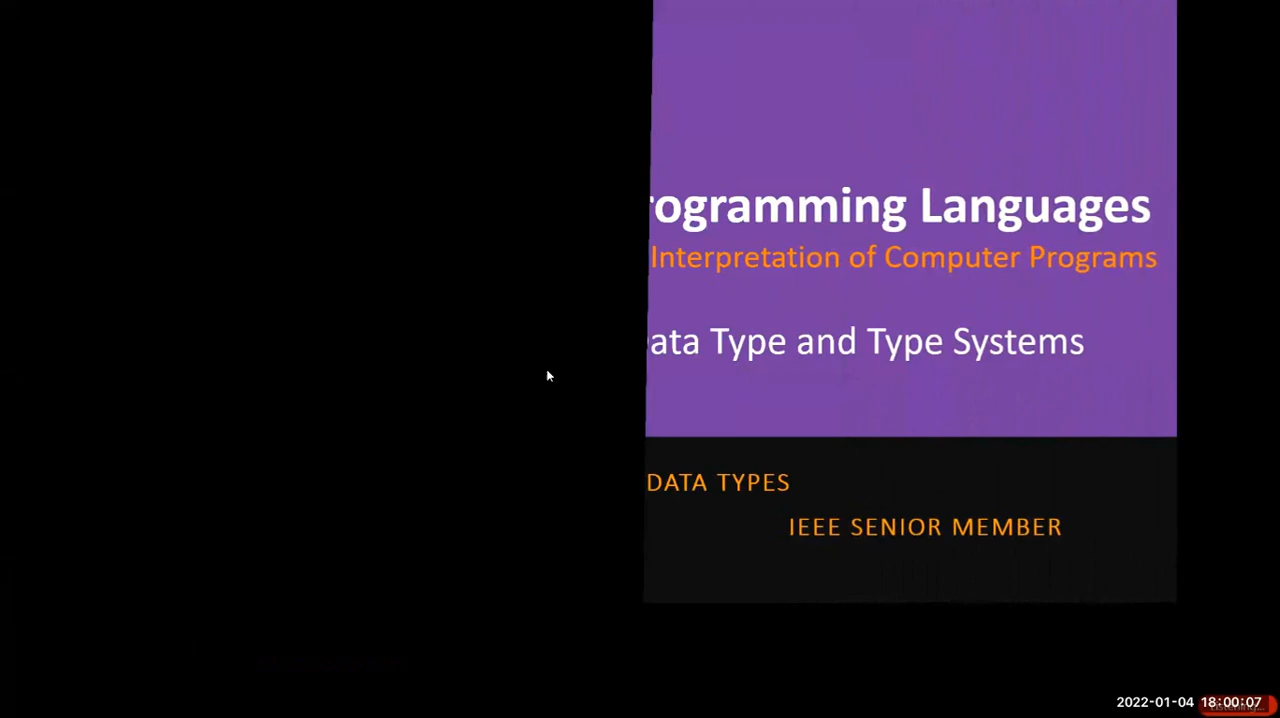 rogramming Languages
Interpretation of Computer Programs
ata Type and Type Systems
DATA TYPES
IEEE SENIOR MEMBER
2022-01-04 18:00:07